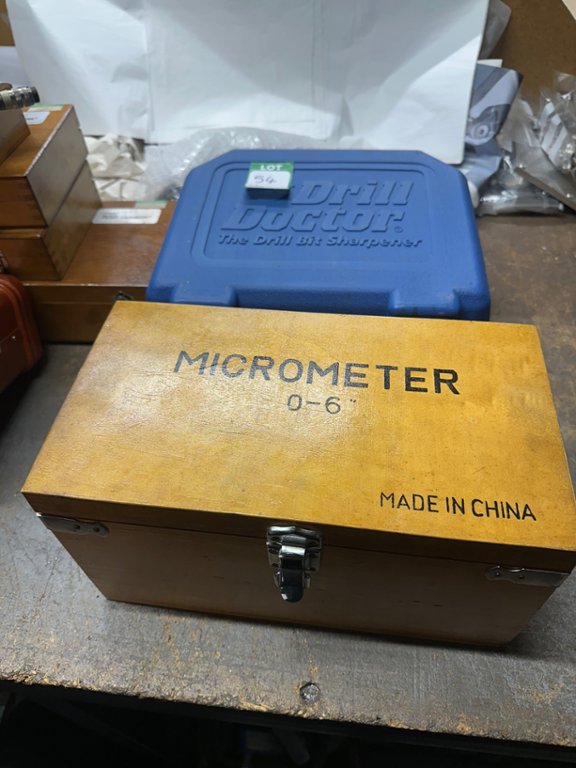 LOT
54
Drill
Doctor®
The Drill Bit Sharpener
MICROMETER
0-6"
MADE IN CHINA